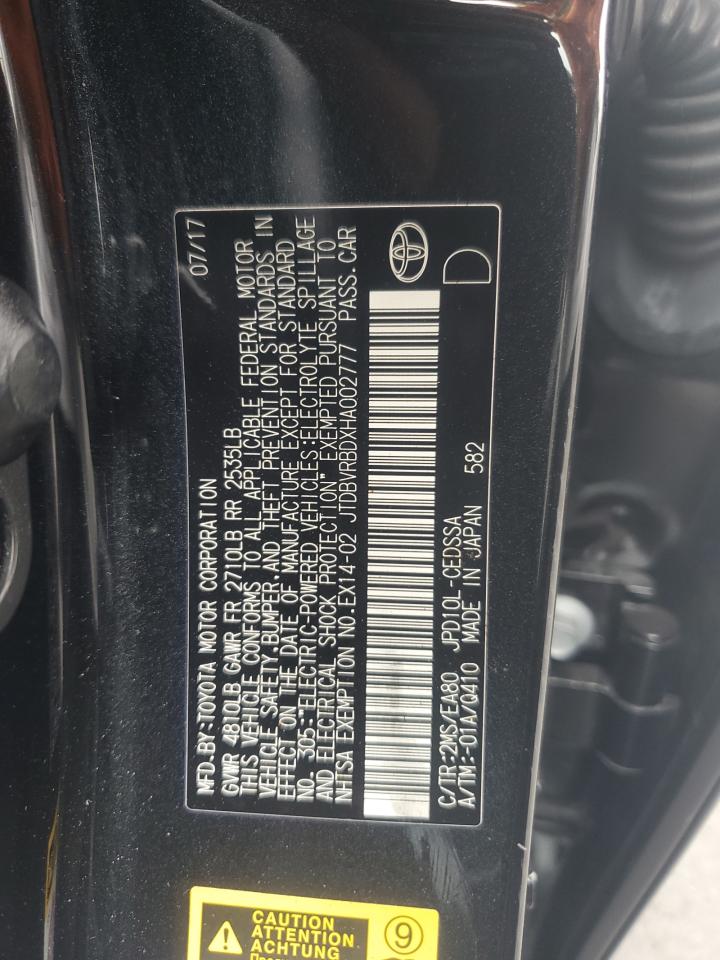 MFD.BY:TOYOTA MOTOR CORPORATION 07/17
GVWR 4810LB GAWR FR 2710LB RR 2535LB
THIS VEHICLE CONFORMS TO ALL APPLICABLE FEDERAL MOTOR
VEHICLE SAFETY,BUMPER,AND THEFT PREVENTION STANDARDS IN
EFFECT ON THE DATE OF MANUFACTURE EXCEPT FOR STANDARD
NO. 305:"ELECTRIC-POWERED VEHICLES:ELECTROLYTE SPILLAGE
AND ELECTRICAL SHOCK PROTECTION" EXEMPTED PURSUANT TO
NHTSA EXEMPTION NO.EX14-02 JTDBVRBDXHA002777 PASS.CAR
C/TR:2MS/EA80 JPD10L-CEDSSA
A/TM:-01A/Q410 MADE IN JAPAN 582 D
CAUTION
ATTENTION
ACHTUNG
9